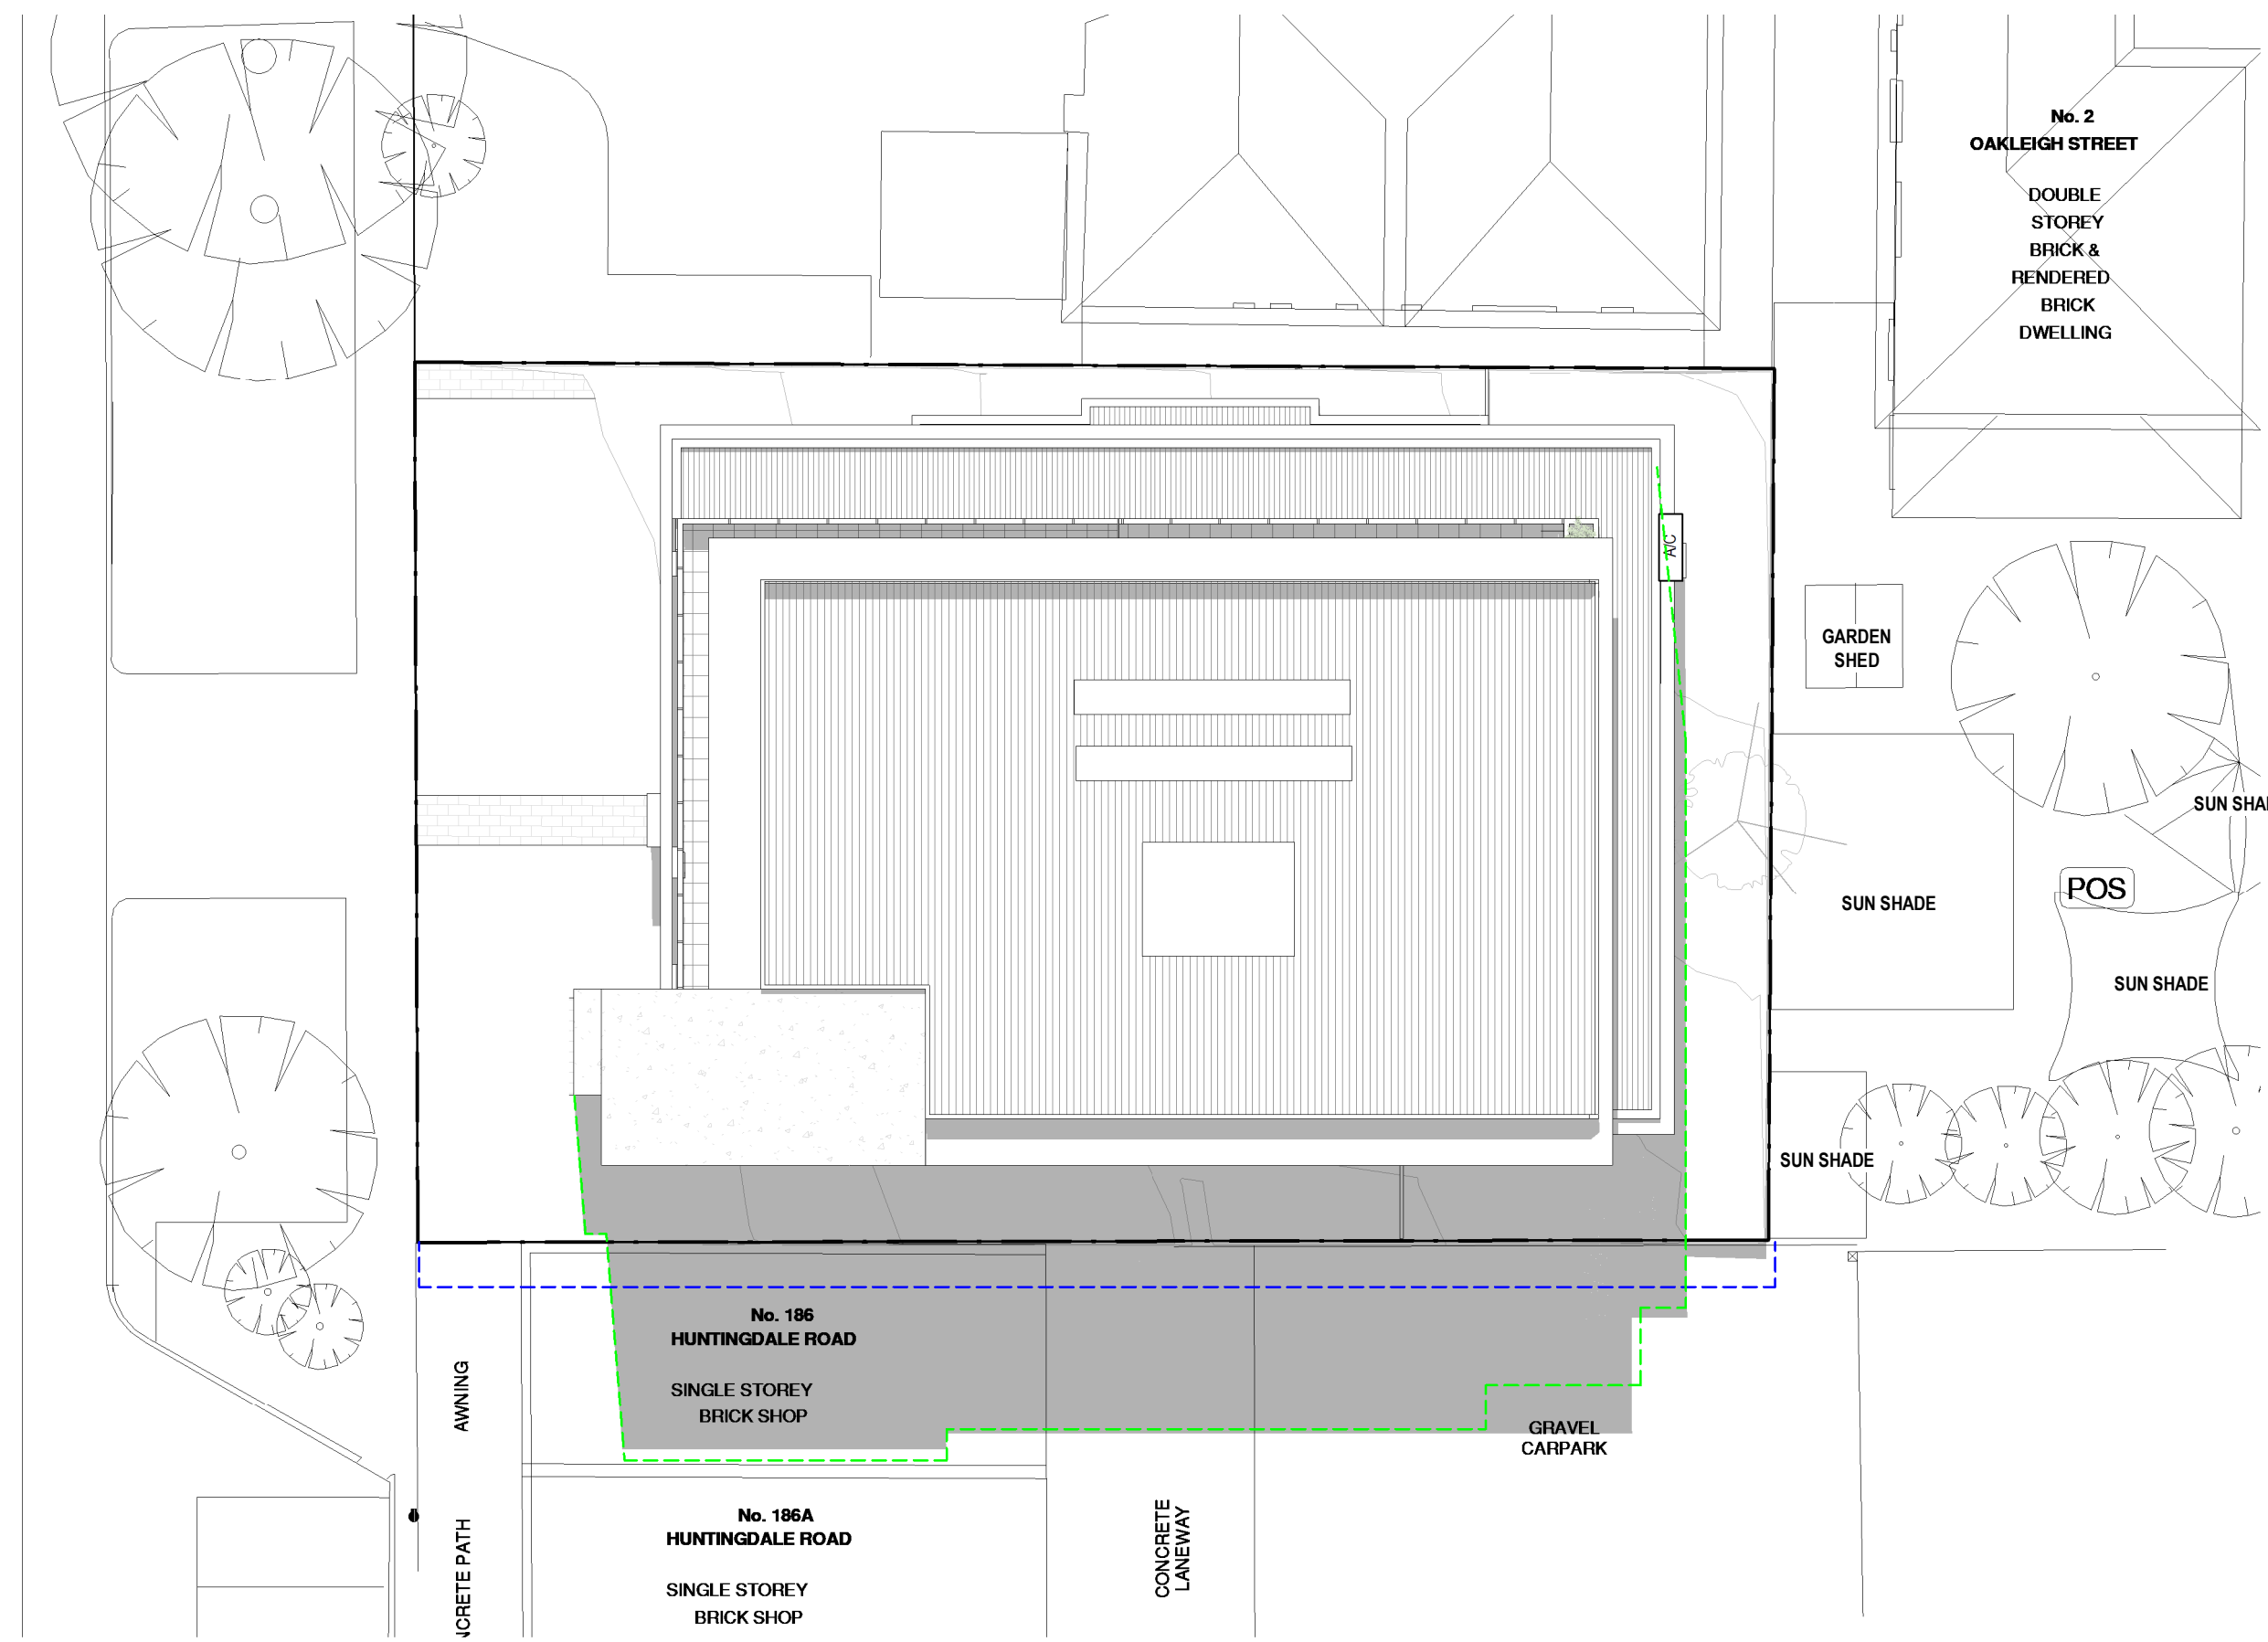 No. 2
OAKLEIGH STREET
DOUBLE
STOREY
BRICK &
RENDERED
BRICK
DWELLING
A/C
GARDEN
SHED
SUN SHA
POS
SUN SHADE
SUN SHADE
SUN SHADE
No. 186
HUNTINGDALE ROAD
SINGLE STOREY
BRICK SHOP
AWNING
GRAVEL
CARPARK
No. 186A
HUNTINGDALE ROAD
SINGLE STOREY
BRICK SHOP
CONCRETE
LANEWAY
NCRETE PATH